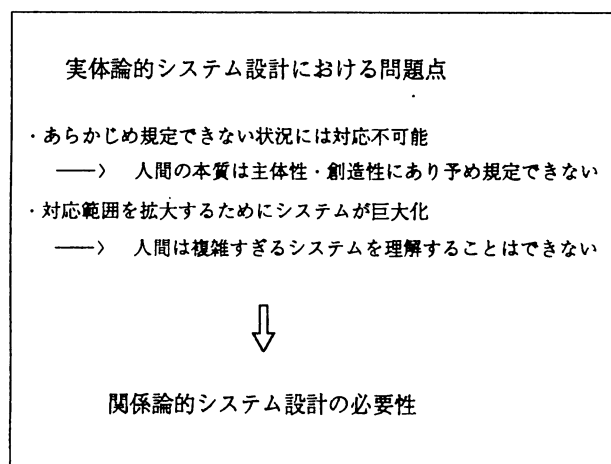 実体論的システム設計における問題点
・あらかじめ規定できない状況には対応不可能
――〉 人間の本質は主体性・創造性にあり予め規定できない
・対応範囲を拡大するためにシステムが巨大化
――〉 人間は複雑すぎるシステムを理解することはできない
⇩
関係論的システム設計の必要性